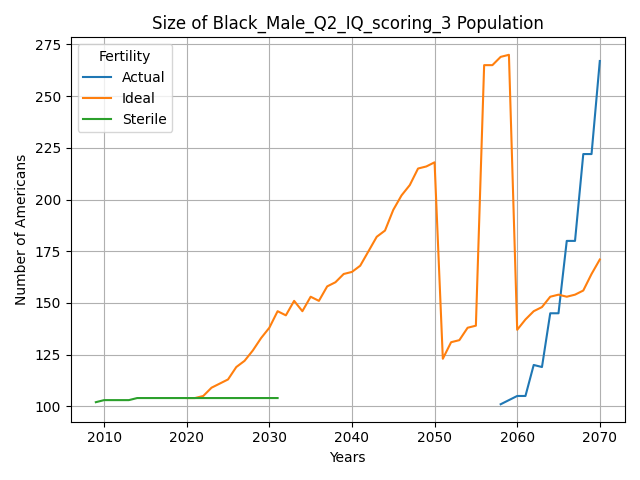 Size of Black_Male_Q2_IQ_scoring_3 Population
Fertility
Actual
Ideal
Sterile
Number of Americans
275
250
225
200
175
150
125
100
2010 2020 2030 2040 2050 2060 2070
Years